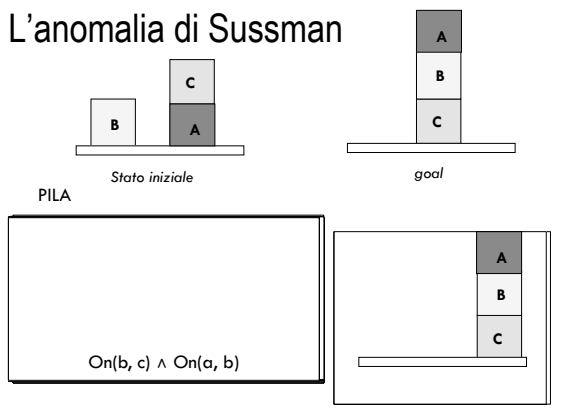 L'anomalia di Sussman
A
B
C
C
B
A
Stato iniziale
goal
PILA
On(b, c) ∧ On(a, b)
A
B
C